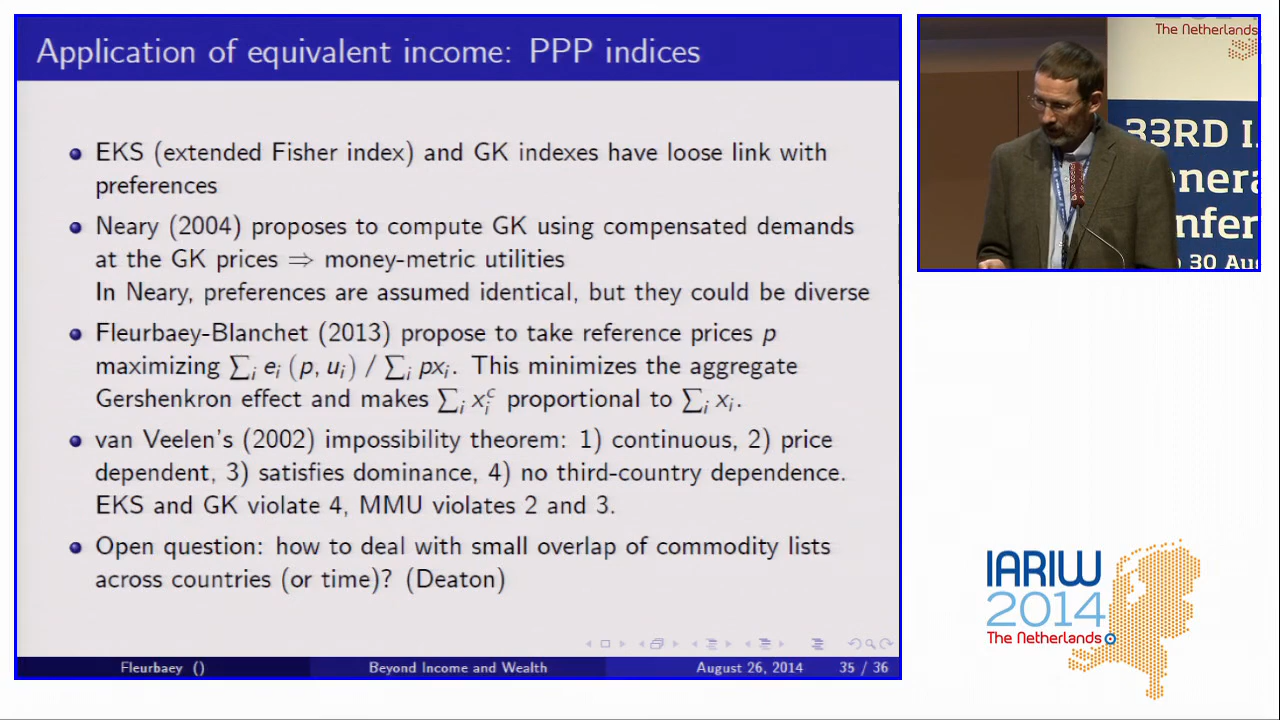 Application of equivalent income: PPP indices
EKS (extended Fisher index) and GK indexes have loose link with
preferences
Neary (2004) proposes to compute GK using compensated demands
at the GK prices ⇒ money-metric utilities
In Neary, preferences are assumed identical, but they could be diverse
Fleurbaey-Blanchet (2013) propose to take reference prices p
maximizing ∑ᵢ eᵢ (p, uᵢ) / ∑ᵢ pxᵢ. This minimizes the aggregate
Gershenkron effect and makes ∑ᵢ xᵢᶜ proportional to ∑ᵢ xᵢ.
van Veelen's (2002) impossibility theorem: 1) continuous, 2) price
dependent, 3) satisfies dominance, 4) no third-country dependence.
EKS and GK violate 4, MMU violates 2 and 3.
Open question: how to deal with small overlap of commodity lists
across countries (or time)? (Deaton)
Fleurbaey () Beyond Income and Wealth August 26, 2014 35 / 36
The Netherlands
33RD I
enera
nfer
30 Aug
IARIW
2014
The Netherlands